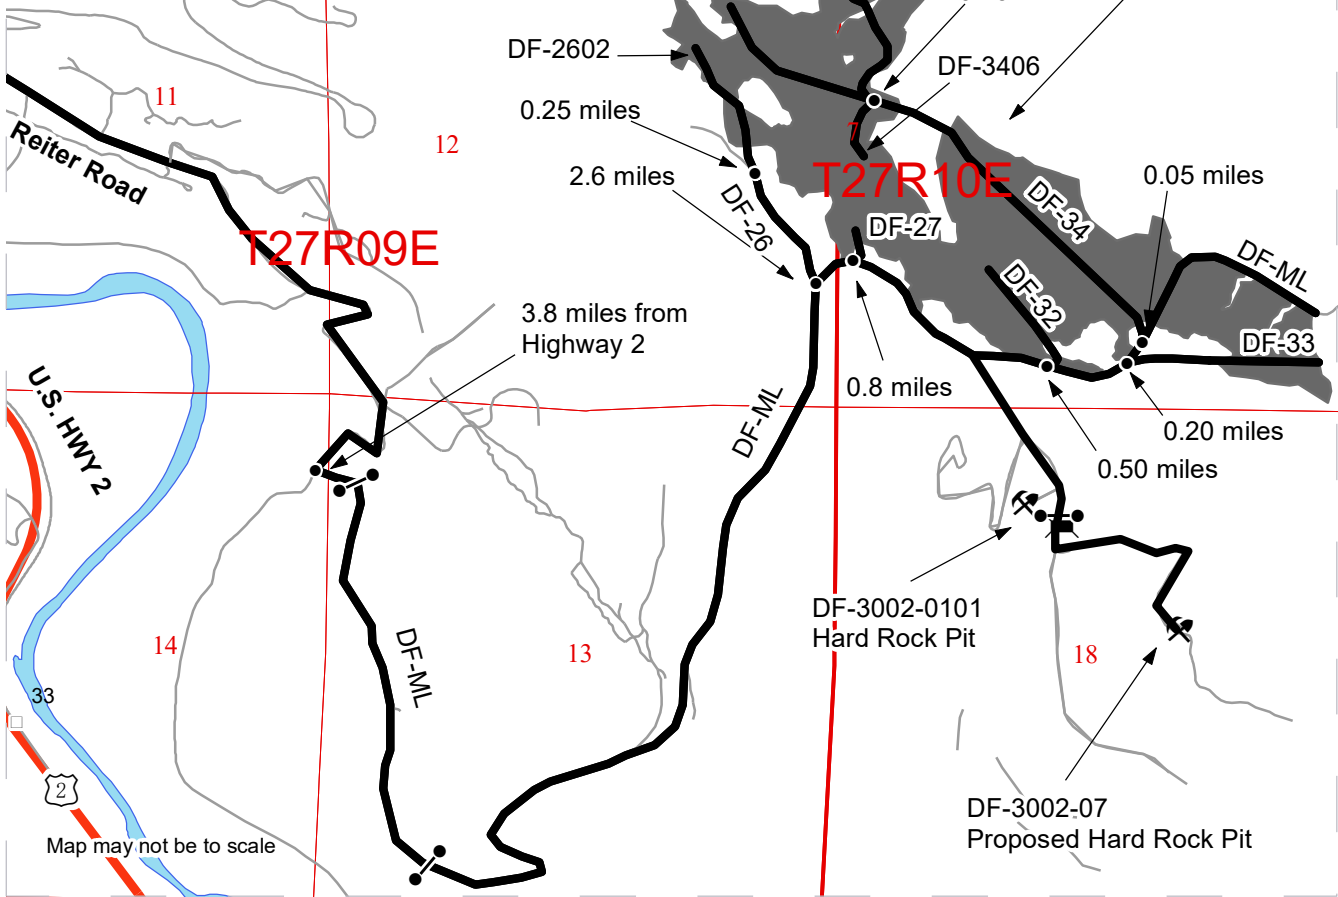 DF-2602
DF-3406
11
0.25 miles
12
7
Reiter Road
2.6 miles
T27R10E
0.05 miles
DF-26
DF-34
DF-27
T27R09E
DF-ML
DF-32
3.8 miles from
Highway 2
DF-33
U.S. HWY 2
0.8 miles
DF-ML
0.20 miles
0.50 miles
DF-3002-0101
Hard Rock Pit
14
13
18
DF-ML
33
2
DF-3002-07
Proposed Hard Rock Pit
Map may not be to scale